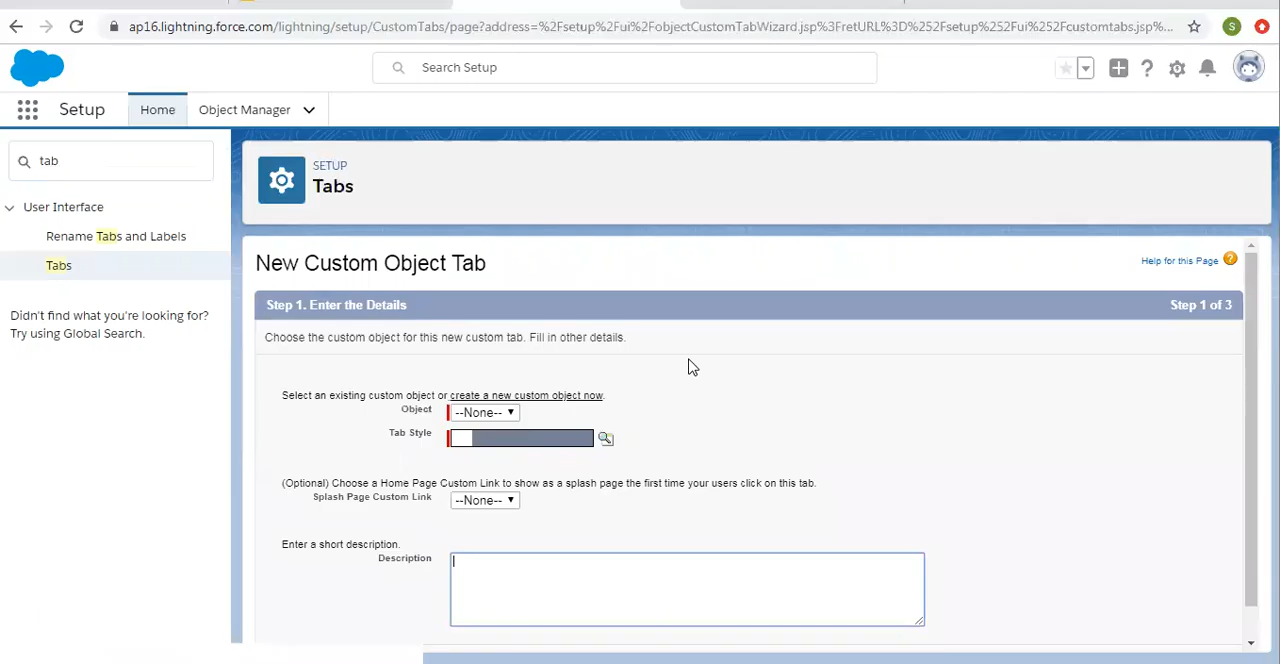 ap16.lightning.force.com/lightning/setup/CustomTabs/page?address=%2Fsetup%2Fui%2FobjectCustomTabWizard.jsp%3FretURL%3D%252Fsetup%252Fui%252Fcustomtabs.jsp%...
S
Search Setup
Setup
Home
Object Manager
tab
SETUP
Tabs
User Interface
Rename Tabs and Labels
Tabs
Didn't find what you're looking for?
Try using Global Search.
New Custom Object Tab
Help for this Page ?
Step 1. Enter the Details
Step 1 of 3
Choose the custom object for this new custom tab. Fill in other details.
Select an existing custom object or create a new custom object now.
Object
--None--
Tab Style
(Optional) Choose a Home Page Custom Link to show as a splash page the first time your users click on this tab.
Splash Page Custom Link
--None--
Enter a short description.
Description